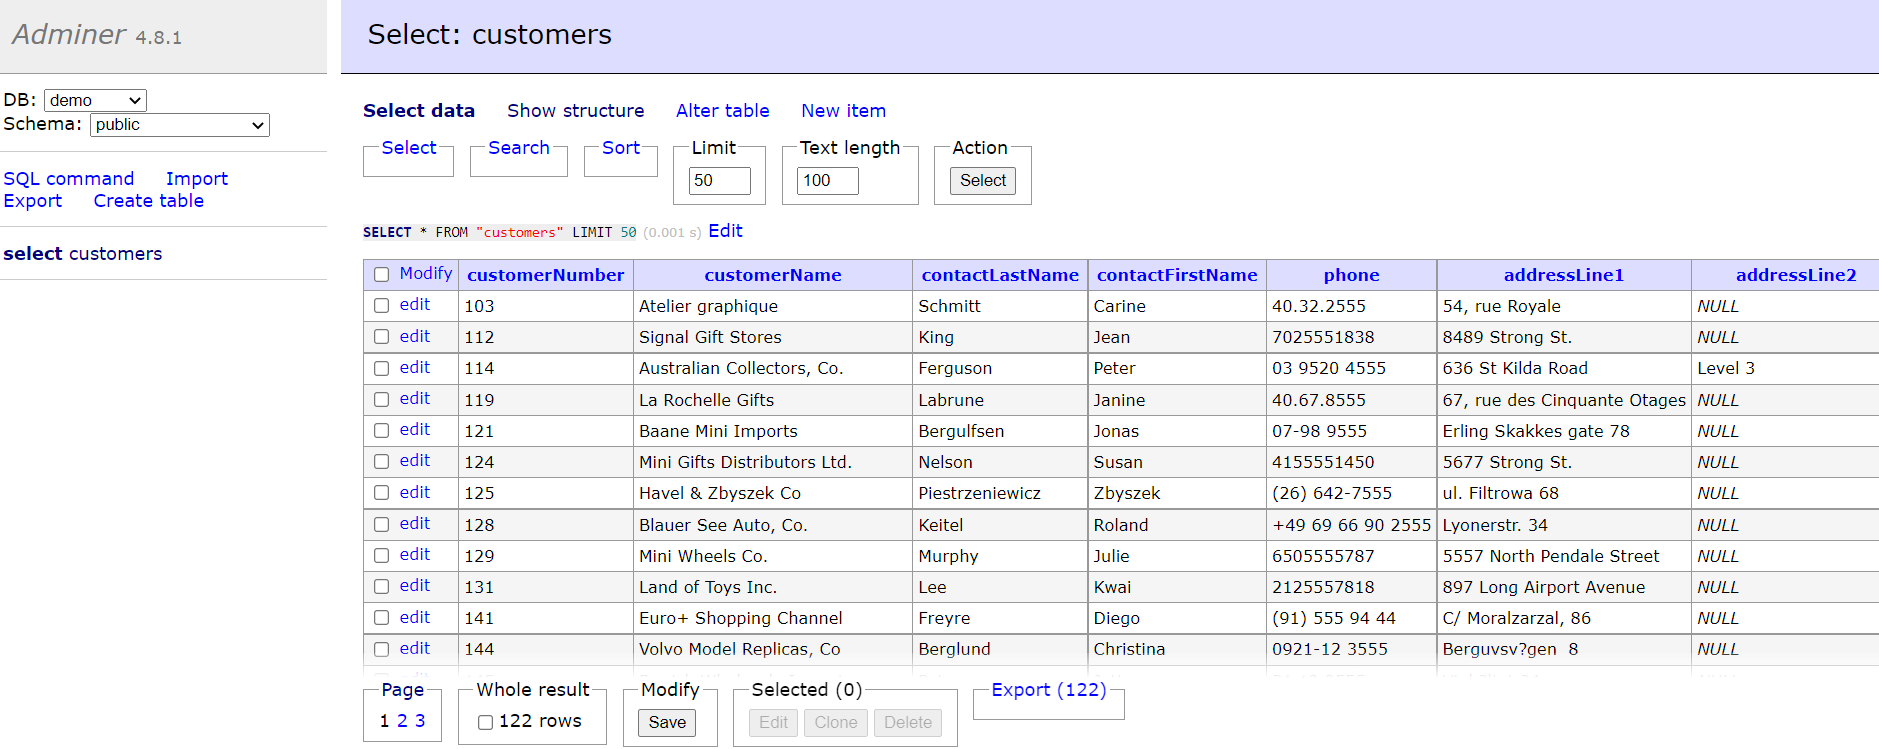 Adminer 4.8.1
Select: customers
DB: demo
Schema: public
SQL command Import
Export Create table
select customers
Select data Show structure Alter table New item
Select Search Sort Limit Text length Action
50 100 Select
SELECT * FROM "customers" LIMIT 50 (0.001 s) Edit
Modify customerNumber customerName contactLastName contactFirstName phone addressLine1 addressLine2
edit 103 Atelier graphique Schmitt Carine 40.32.2555 54, rue Royale NULL
edit 112 Signal Gift Stores King Jean 7025551838 8489 Strong St. NULL
edit 114 Australian Collectors, Co. Ferguson Peter 03 9520 4555 636 St Kilda Road Level 3
edit 119 La Rochelle Gifts Labrune Janine 40.67.8555 67, rue des Cinquante Otages NULL
edit 121 Baane Mini Imports Bergulfsen Jonas 07-98 9555 Erling Skakkes gate 78 NULL
edit 124 Mini Gifts Distributors Ltd. Nelson Susan 4155551450 5677 Strong St. NULL
edit 125 Havel & Zbyszek Co Piestrzeniewicz Zbyszek (26) 642-7555 ul. Filtrowa 68 NULL
edit 128 Blauer See Auto, Co. Keitel Roland +49 69 66 90 2555 Lyonerstr. 34 NULL
edit 129 Mini Wheels Co. Murphy Julie 6505555787 5557 North Pendale Street NULL
edit 131 Land of Toys Inc. Lee Kwai 2125557818 897 Long Airport Avenue NULL
edit 141 Euro+ Shopping Channel Freyre Diego (91) 555 94 44 C/ Moralzarzal, 86 NULL
edit 144 Volvo Model Replicas, Co Berglund Christina 0921-12 3555 Berguvsv?gen 8 NULL
Page Whole result Modify Selected (0) Export (122)
1 2 3 122 rows Save Edit Clone Delete